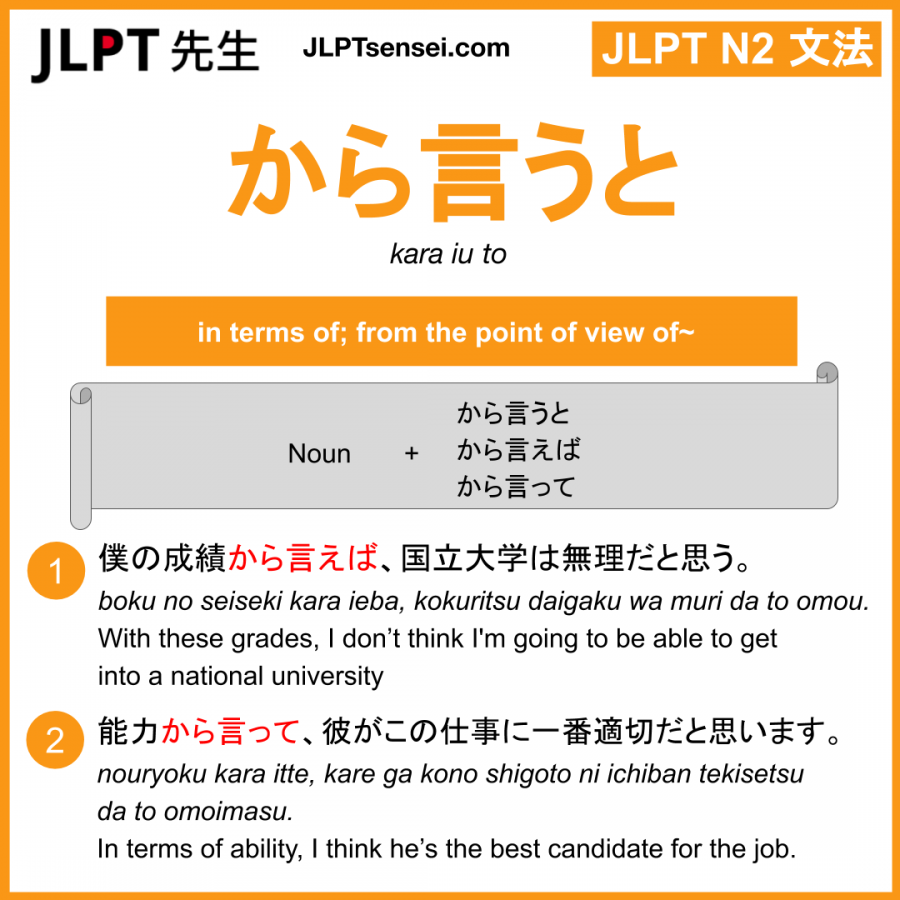 JLPT 先生
JLPTsensei.com
JLPT N2 文法
から言うと
kara iu to
in terms of; from the point of view of~
Noun + から言うと
から言えば
から言って
1 僕の成績から言えば、国立大学は無理だと思う。
boku no seiseki kara ieba, kokuritsu daigaku wa muri da to omou.
With these grades, I don’t think I'm going to be able to get
into a national university
2 能力から言って、彼がこの仕事に一番適切だと思います。
nouryoku kara itte, kare ga kono shigoto ni ichiban tekisetsu
da to omoimasu.
In terms of ability, I think he’s the best candidate for the job.